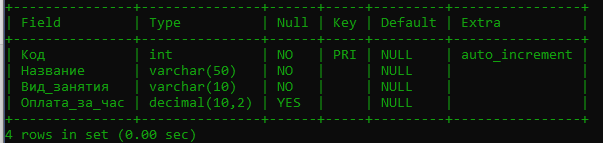 +--------------+---------------+------+-----+---------+----------------+
| Field        | Type          | Null | Key | Default | Extra          |
+--------------+---------------+------+-----+---------+----------------+
| Код          | int           | NO   | PRI | NULL    | auto_increment |
| Название     | varchar(50)   | NO   |     | NULL    |                |
| Вид_занятия  | varchar(10)   | NO   |     | NULL    |                |
| Оплата_за_час | decimal(10,2) | YES  |     | NULL    |                |
+--------------+---------------+------+-----+---------+----------------+
4 rows in set (0.00 sec)